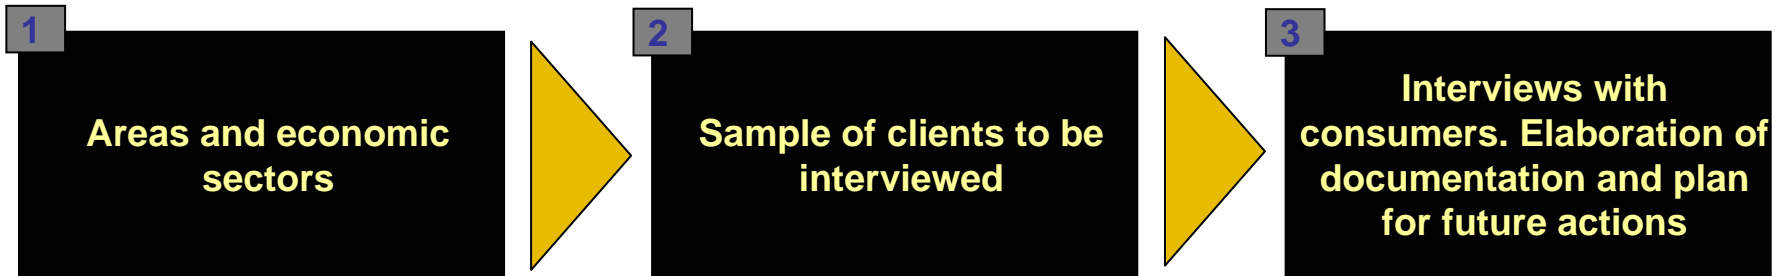 1
Areas and economic
sectors
2
Sample of clients to be
interviewed
3
Interviews with
consumers. Elaboration of
documentation and plan
for future actions